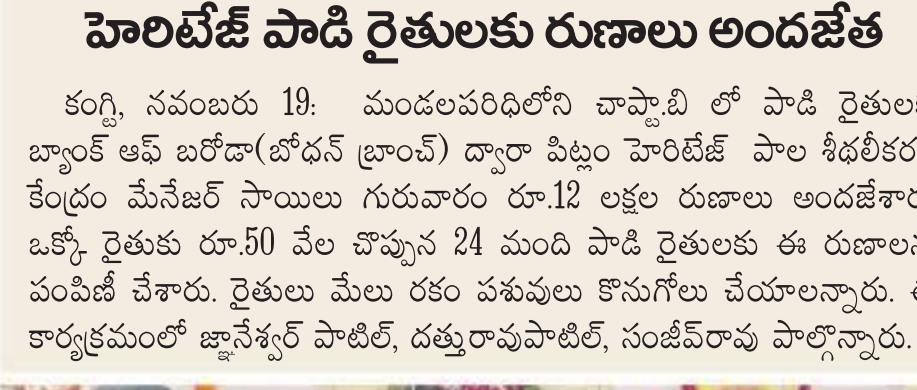 హెరిటేజ్ పాడి రైతులకు రుణాలు అందజేత
కంగ్టి, నవంబరు 19: మండలపరిధిలోని చాప్టా.బి లో పాడి రైతుల
బ్యాంక్ ఆఫ్ బరోడా(బోధన్ బ్రాంచ్) ద్వారా పిట్లం హెరిటేజ్ పాల శీథలీకర
కేంద్రం మేనేజర్ సాయిలు గురువారం రూ.12 లక్షల రుణాలు అందజేశార
ఒక్కో రైతుకు రూ.50 వేల చొప్పున 24 మంది పాడి రైతులకు ఈ రుణాల
పంపిణీ చేశారు. రైతులు మేలు రకం పశువులు కొనుగోలు చేయాలన్నారు.
కార్యక్రమంలో జ్ఞానేశ్వర్ పాటిల్, దత్తురావుపాటిల్, సంజీవ్‌రావు పాల్గొన్నారు.